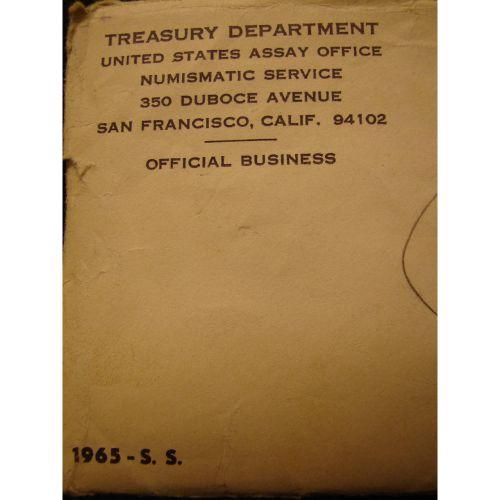 TREASURY DEPARTMENT
UNITED STATES ASSAY OFFICE
NUMISMATIC SERVICE
350 DUBOCE AVENUE
SAN FRANCISCO, CALIF. 94102
OFFICIAL BUSINESS
1965 - S. S.